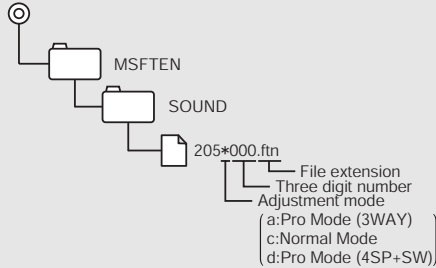 MSFTEN
SOUND
205*000.ftn
File extension
Three digit number
Adjustment mode
a:Pro Mode (3WAY)
c:Normal Mode
d:Pro Mode (4SP+SW)